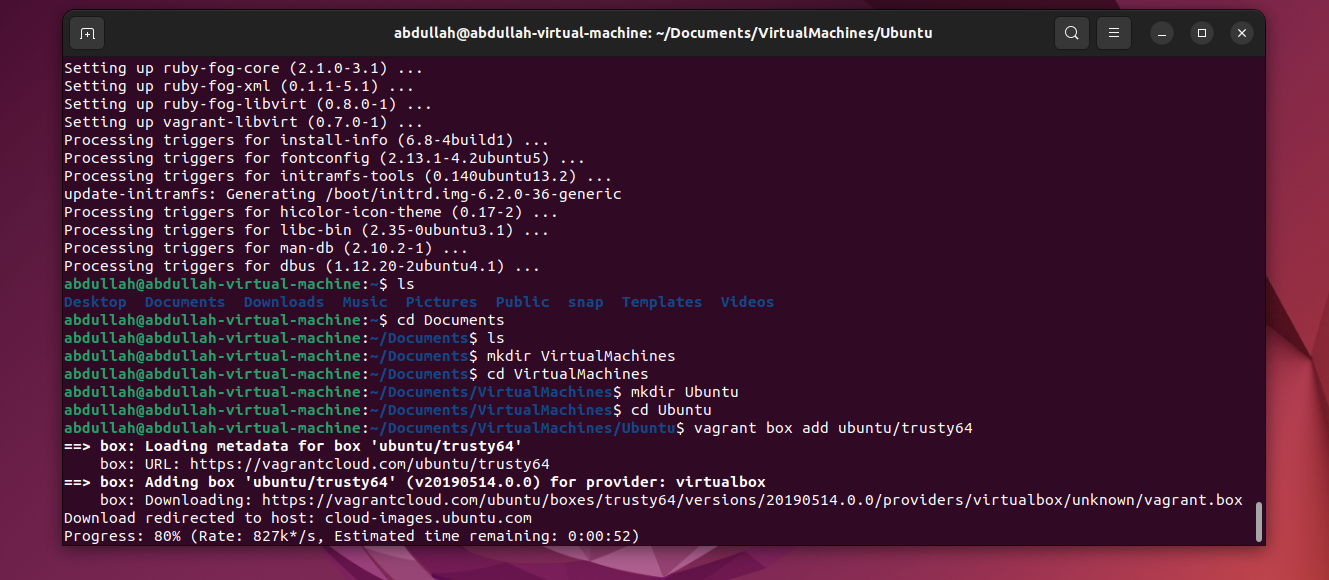 abdullah@abdullah-virtual-machine: ~/Documents/VirtualMachines/Ubuntu
Setting up ruby-fog-core (2.1.0-3.1) ...
Setting up ruby-fog-xml (0.1.1-5.1) ...
Setting up ruby-fog-libvirt (0.8.0-1) ...
Setting up vagrant-libvirt (0.7.0-1) ...
Processing triggers for install-info (6.8-4build1) ...
Processing triggers for fontconfig (2.13.1-4.2ubuntu5) ...
Processing triggers for initramfs-tools (0.140ubuntu13.2) ...
update-initramfs: Generating /boot/initrd.img-6.2.0-36-generic
Processing triggers for hicolor-icon-theme (0.17-2) ...
Processing triggers for libc-bin (2.35-0ubuntu3.1) ...
Processing triggers for man-db (2.10.2-1) ...
Processing triggers for dbus (1.12.20-2ubuntu4.1) ...
abdullah@abdullah-virtual-machine:~$ ls
Desktop  Documents  Downloads  Music  Pictures  Public  snap  Templates  Videos
abdullah@abdullah-virtual-machine:~$ cd Documents
abdullah@abdullah-virtual-machine:~/Documents$ ls
abdullah@abdullah-virtual-machine:~/Documents$ mkdir VirtualMachines
abdullah@abdullah-virtual-machine:~/Documents$ cd VirtualMachines
abdullah@abdullah-virtual-machine:~/Documents/VirtualMachines$ mkdir Ubuntu
abdullah@abdullah-virtual-machine:~/Documents/VirtualMachines$ cd Ubuntu
abdullah@abdullah-virtual-machine:~/Documents/VirtualMachines/Ubuntu$ vagrant box add ubuntu/trusty64
==> box: Loading metadata for box 'ubuntu/trusty64'
    box: URL: https://vagrantcloud.com/ubuntu/trusty64
==> box: Adding box 'ubuntu/trusty64' (v20190514.0.0) for provider: virtualbox
    box: Downloading: https://vagrantcloud.com/ubuntu/boxes/trusty64/versions/20190514.0.0/providers/virtualbox/unknown/vagrant.box
Download redirected to host: cloud-images.ubuntu.com
Progress: 80% (Rate: 827k*/s, Estimated time remaining: 0:00:52)